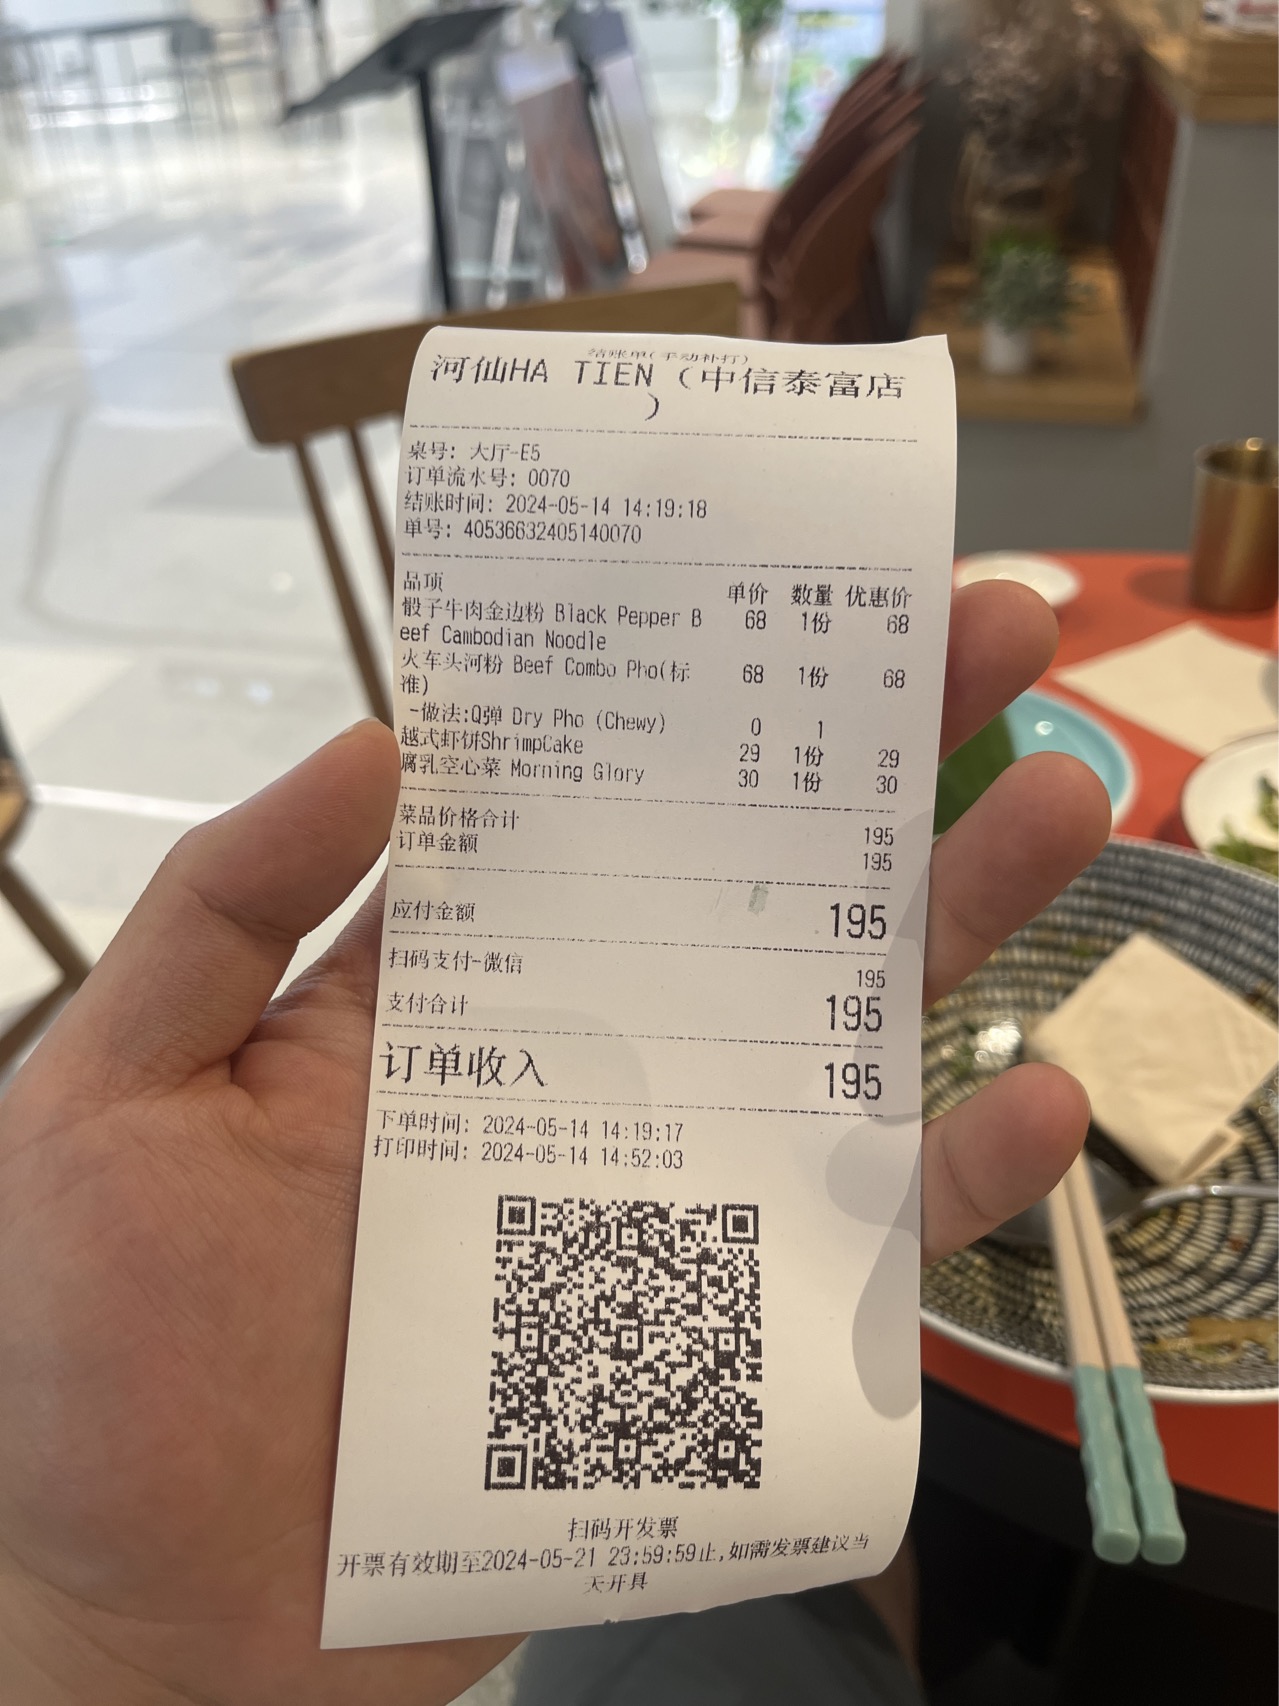 结账单(手动补打)
河仙HA TIEN (中信泰富店
)
桌号: 大厅-E5
订单流水号: 0070
结账时间: 2024-05-14 14:19:18
单号: 40536632405140070
品项 单价 数量 优惠价
骰子牛肉金边粉 Black Pepper B 68 1份 68
eef Cambodian Noodle
火车头河粉 Beef Combo Pho(标 68 1份 68
准)
-做法:Q弹 Dry Pho (Chewy) 0 1
越式虾饼ShrimpCake 29 1份 29
腐乳空心菜 Morning Glory 30 1份 30
菜品价格合计 195
订单金额 195
应付金额 195
扫码支付-微信 195
支付合计 195
订单收入 195
下单时间: 2024-05-14 14:19:17
打印时间: 2024-05-14 14:52:03
扫码开发票
开票有效期至2024-05-21 23:59:59止,如需发票建议当
天开具